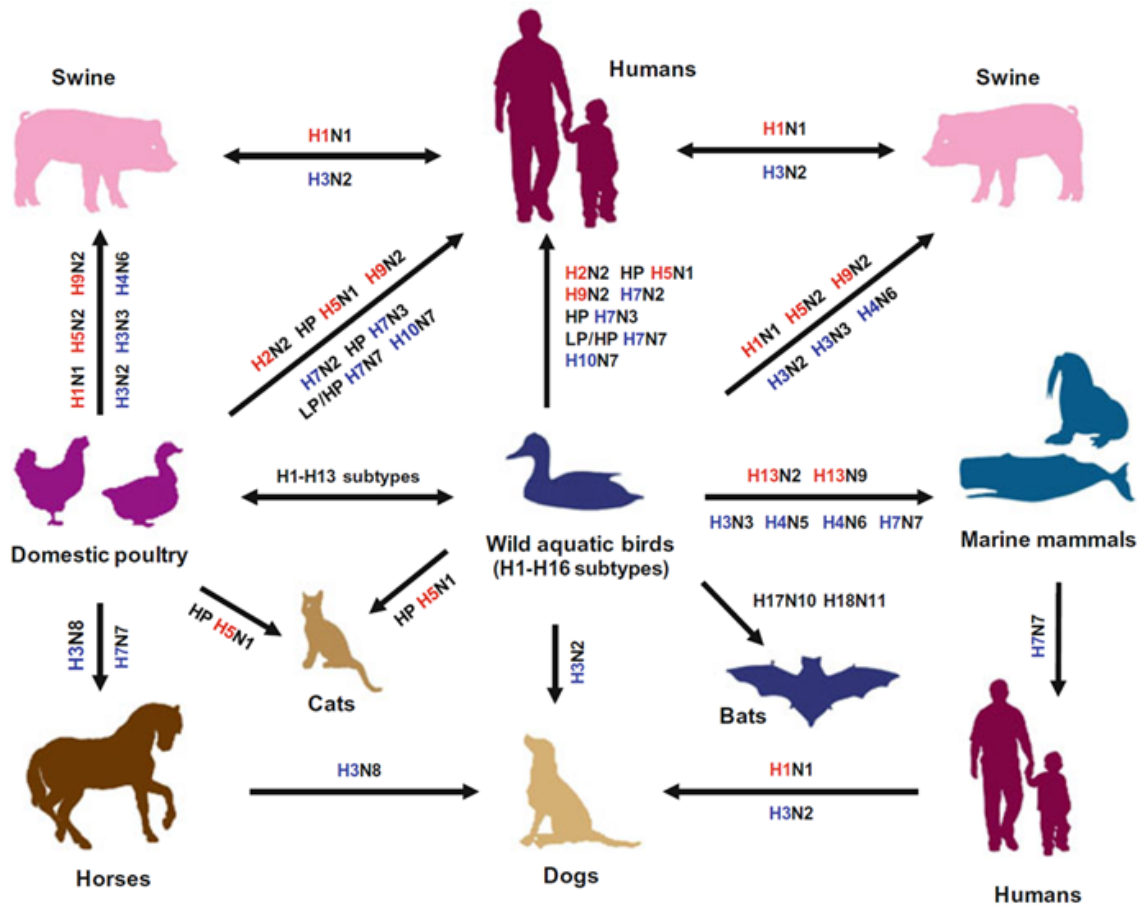 Swine
Humans
Swine
H1N1
H3N2
H1N1
H3N2
H1N1 H5N2 H9N2
H3N2 H3N3 H4N6
H2N2 HP H5N1 H9N2
H7N2 HP H7N3
LP/HP H7N7 H10N7
H2N2 HP H5N1
H9N2 H7N2
HP H7N3
LP/HP H7N7
H10N7
H1N1 H5N2 H9N2
H3N2 H3N3 H4N6
H1-H13 subtypes
H13N2 H13N9
H3N3 H4N5 H4N6 H7N7
Domestic poultry
Wild aquatic birds
(H1-H16 subtypes)
Marine mammals
HP H5N1
HP H5N1
H17N10 H18N11
H3N8
H7N7
H3N2
H7N7
Cats
Bats
H3N8
H1N1
H3N2
Horses
Dogs
Humans